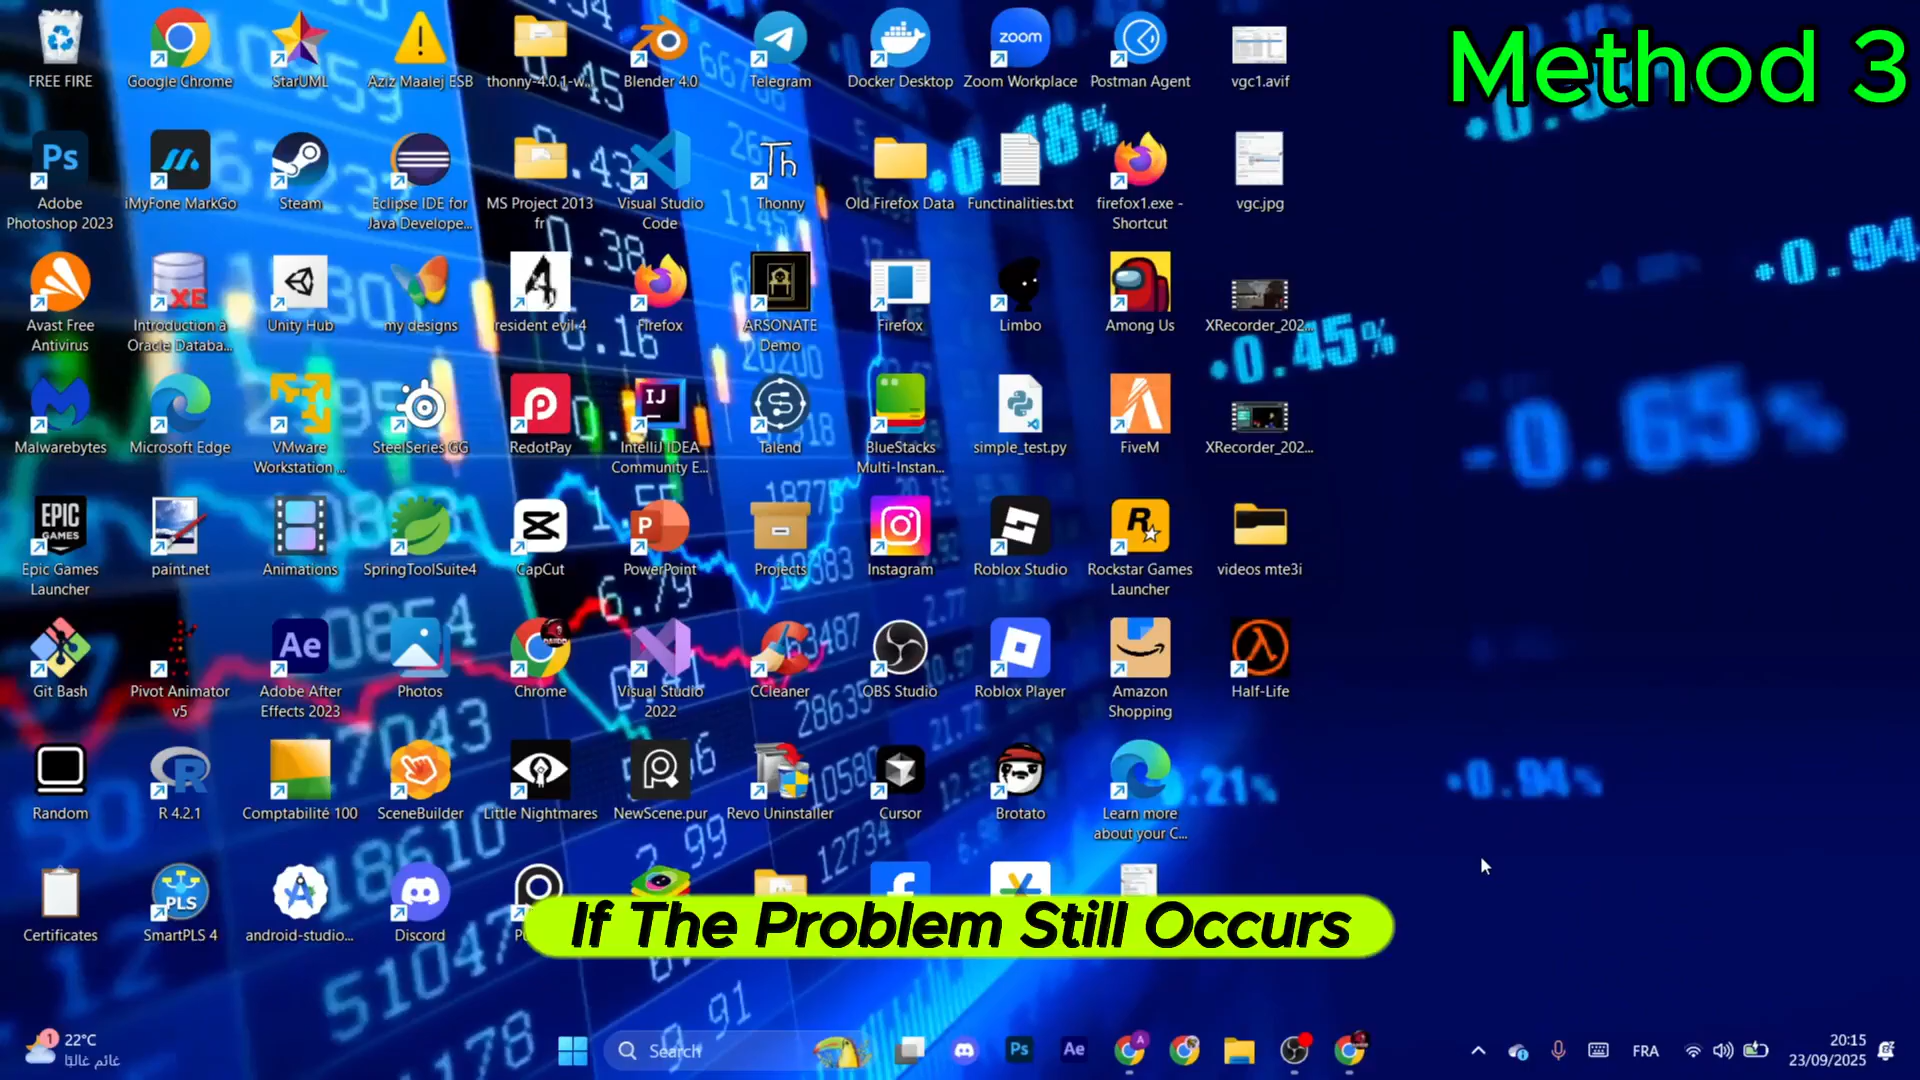 Method 3
FREE FIRE
Google Chrome
StarUML
Aziz Maalej ESB
thonny-4.0.1-w...
Blender 4.0
Telegram
Docker Desktop
Zoom Workplace
Postman Agent
vgc1.avif
Adobe
Photoshop 2023
iMyFone MarkGo
Steam
Eclipse IDE for
Java Develope...
MS Project 2013
fr
Visual Studio
Code
Thonny
Old Firefox Data
Functinalities.txt
firefox1.exe -
Shortcut
vgc.jpg
Avast Free
Antivirus
Introduction à
Oracle Databa...
Unity Hub
my designs
resident evil 4
Firefox
ARSONATE
Demo
Firefox
Limbo
Among Us
XRecorder_202...
Malwarebytes
Microsoft Edge
VMware
Workstation ...
SteelSeries GG
RedotPay
IntelliJ IDEA
Community E...
Talend
BlueStacks
Multi-Instan...
simple_test.py
FiveM
XRecorder_202...
Epic Games
Launcher
paint.net
Animations
SpringToolSuite4
CapCut
PowerPoint
Projects
Instagram
Roblox Studio
Rockstar Games
Launcher
videos mte3i
Git Bash
Pivot Animator
v5
Adobe After
Effects 2023
Photos
Chrome
Visual Studio
2022
CCleaner
OBS Studio
Roblox Player
Amazon
Shopping
Half-Life
Random
R 4.2.1
Comptabilité 100
SceneBuilder
Little Nightmares
NewScene.pur
Revo Uninstaller
Cursor
Brotato
Learn more
about your C...
Certificates
SmartPLS 4
android-studio...
Discord
If The Problem Still Occurs
22°C
غائم غالبًا
Search
FRA
20:15
23/09/2025